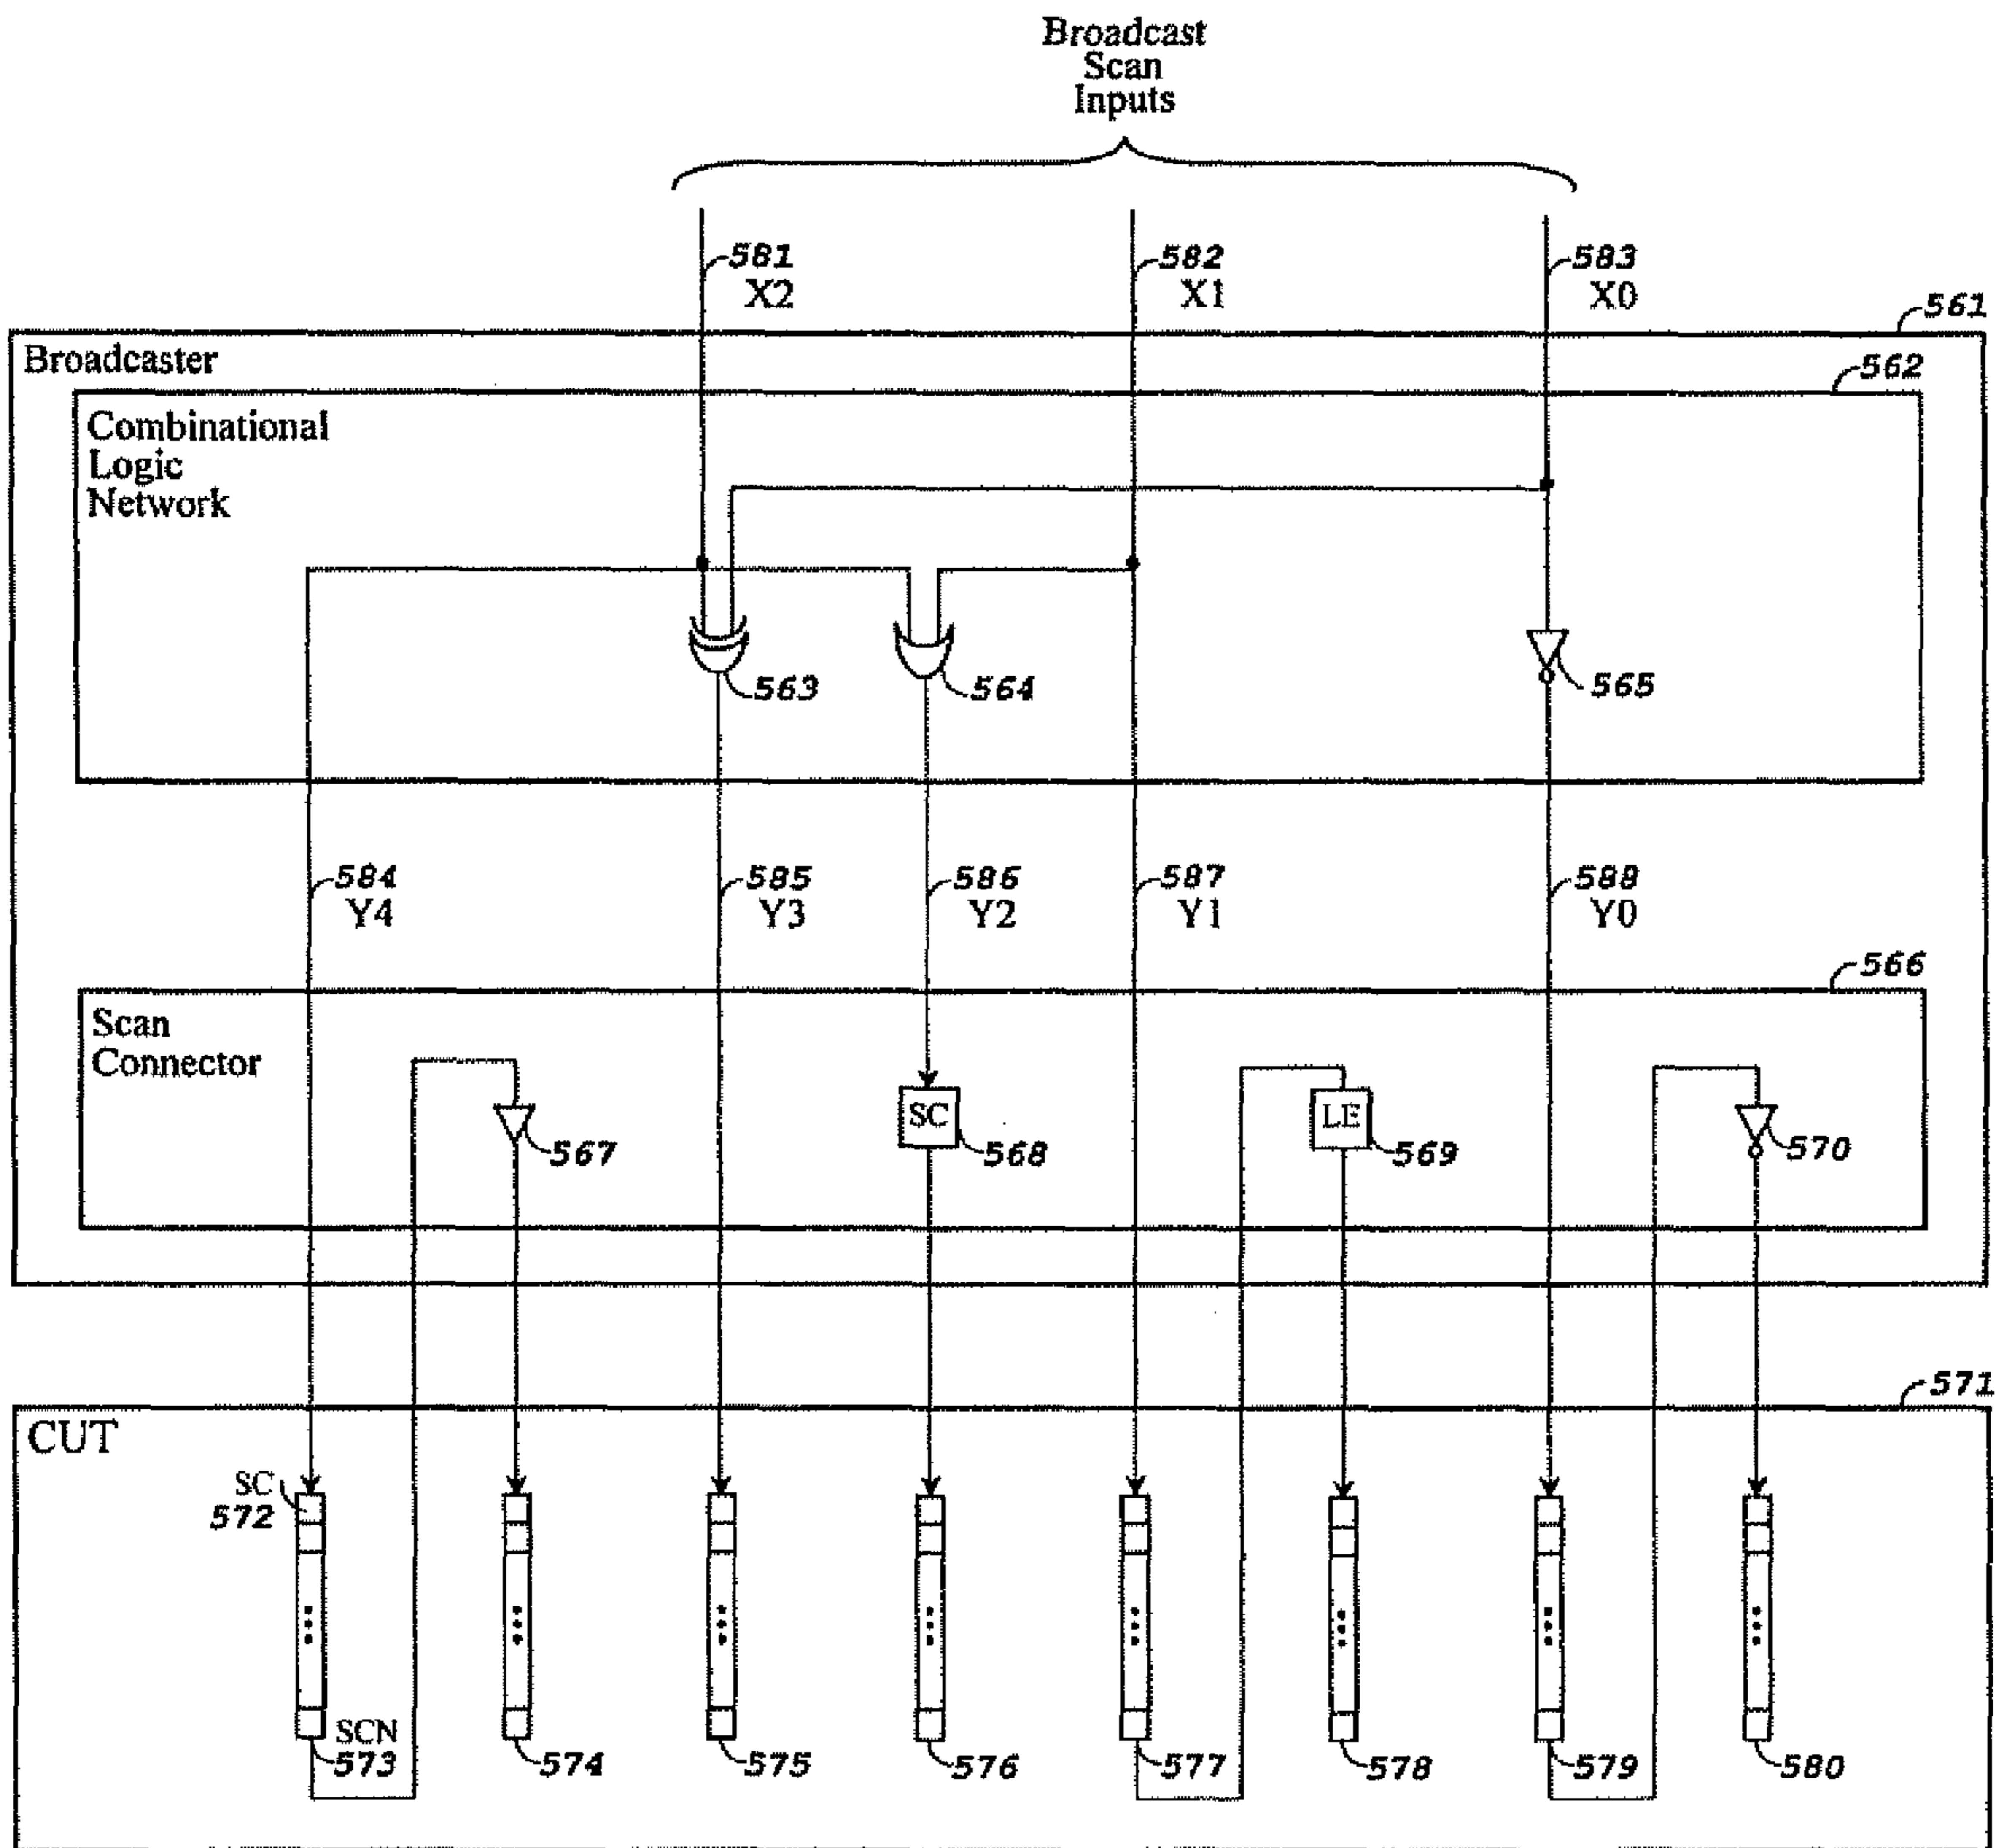 Broadcast
Scan
Inputs
581
X2
582
X1
583
X0
561
Broadcaster
562
Combinational
Logic
Network
563
564
565
584
Y4
585
Y3
586
Y2
587
Y1
588
Y0
566
Scan
Connector
567
SC
568
LE
569
570
571
CUT
SC
572
SCN
573
574
575
576
577
578
579
580